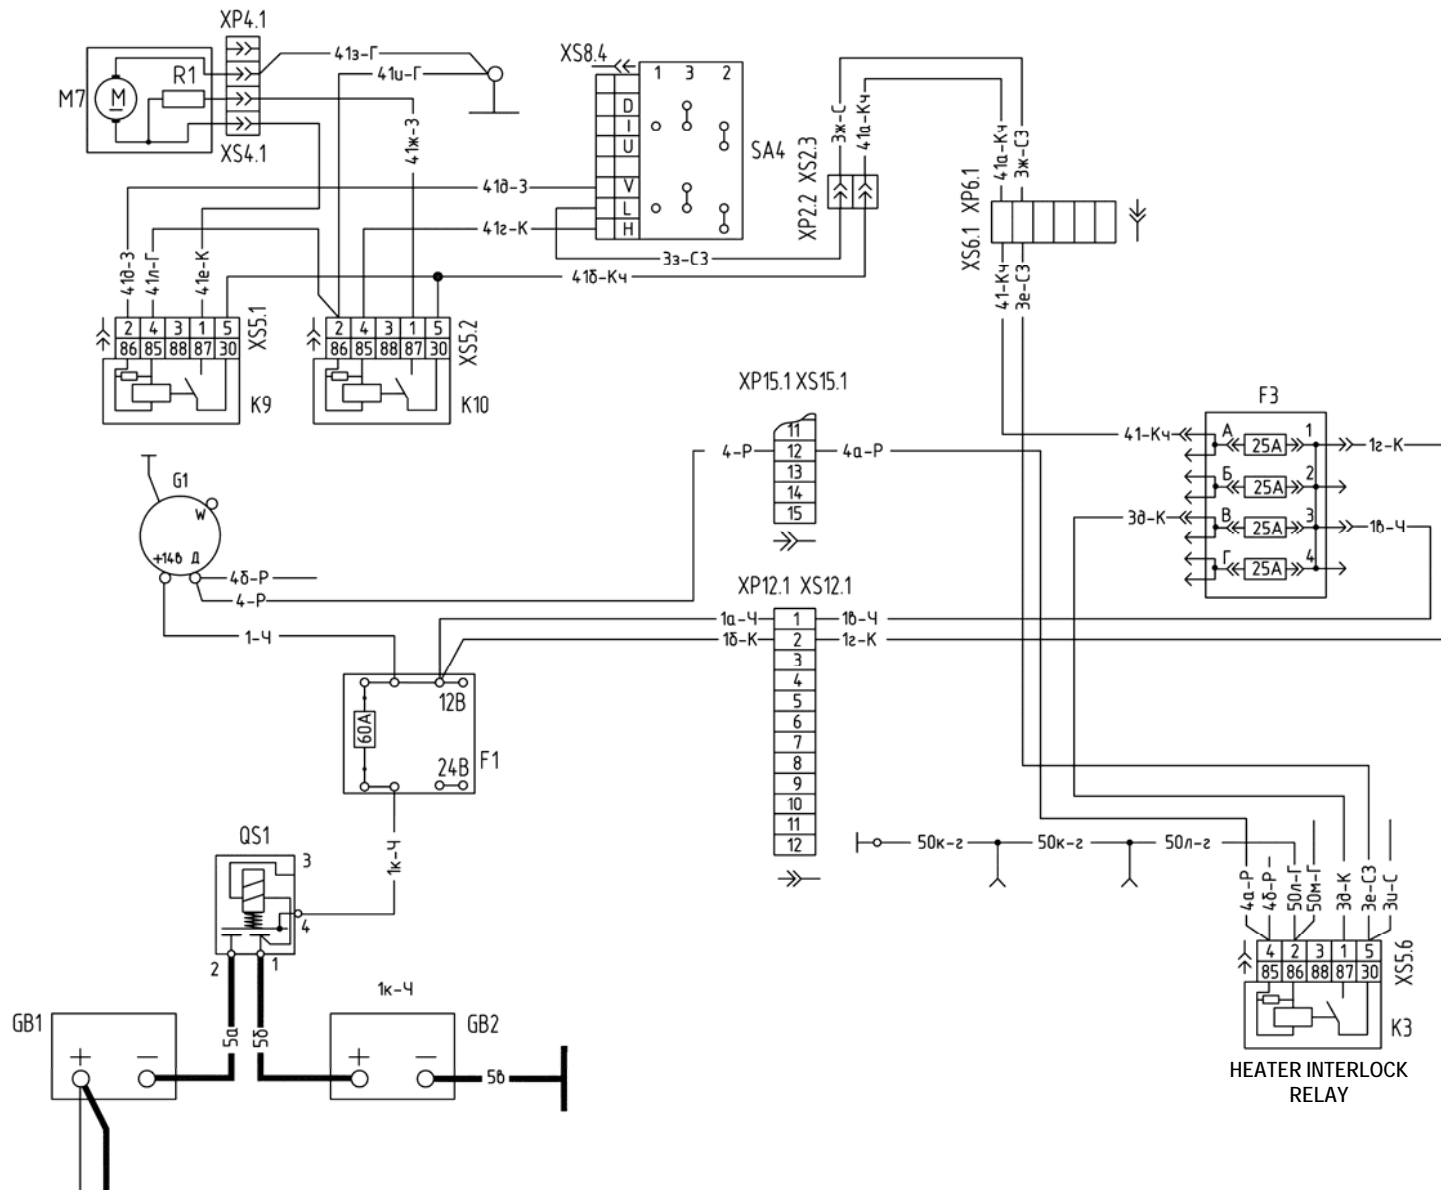 XP4.1
XS4.1
M7
M
R1
41з-Г
41и-Г
41ж-З
XS8.4
1 3 2
D
I
U
V
L
H
SA4
41д-З
41г-К
3з-СЗ
41б-Кч
41д-З
41л-Г
41е-К
2 4 3 1 5
86 85 88 87 30
XS5.1
K9
2 4 3 1 5
86 85 88 87 30
XS5.2
K10
3ж-С
41а-Кч
XP2.2 XS2.3
41а-Кч
3ж-СЗ
XS6.1 XP6.1
41-Кч
3е-СЗ
F3
41-Кч
А 25А 1
1г-К
Б 25А 2
3д-К
В 25А 3
1в-Ч
Г 25А 4
XP15.1 XS15.1
11
4-Р 12 4а-Р
13
14
15
G1
W
+14В Д
4б-Р
4-Р
1-Ч
XP12.1 XS12.1
1а-Ч 1 1в-Ч
1б-К 2 1г-К
3
4
5
6
7
8
9
10
11
12
60А
12В
24В
F1
1к-Ч
QS1
3
4
2 1
5а
5б
1к-Ч
GB1
+ −
GB2
+ −
5в
50к-г 50к-г 50л-г
4а-Р
4б-Р
50л-Г
50м-Г
3д-К
3е-СЗ
3и-С
4 2 3 1 5
85 86 88 87 30
XS5.6
K3
HEATER INTERLOCK
RELAY